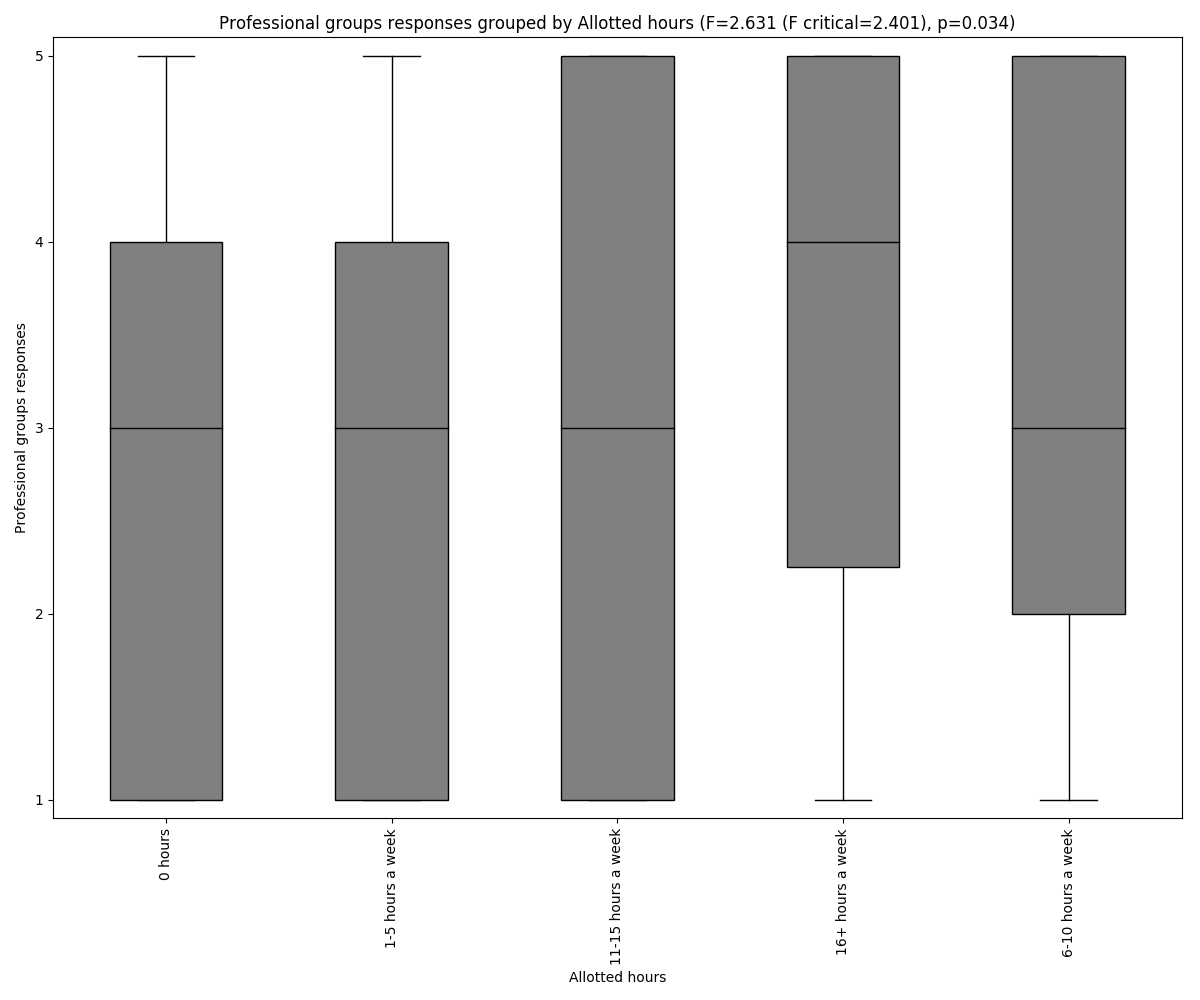 Professional groups responses grouped by Allotted hours (F=2.631 (F critical=2.401), p=0.034)
Professional groups responses
5
4
3
2
1
0 hours
1-5 hours a week
11-15 hours a week
16+ hours a week
6-10 hours a week
Allotted hours